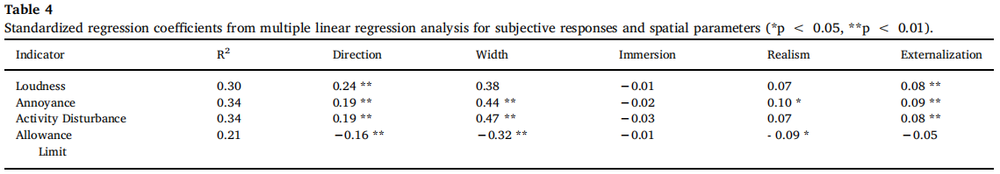 Table 4
Standardized regression coefficients from multiple linear regression analysis for subjective responses and spatial parameters (*p < 0.05, **p < 0.01).
Indicator R² Direction Width Immersion Realism Externalization
Loudness 0.30 0.24 ** 0.38 −0.01 0.07 0.08 **
Annoyance 0.34 0.19 ** 0.44 ** −0.02 0.10 * 0.09 **
Activity Disturbance 0.34 0.19 ** 0.47 ** −0.03 0.07 0.08 **
Allowance 0.21 −0.16 ** −0.32 ** −0.01 - 0.09 * −0.05
Limit